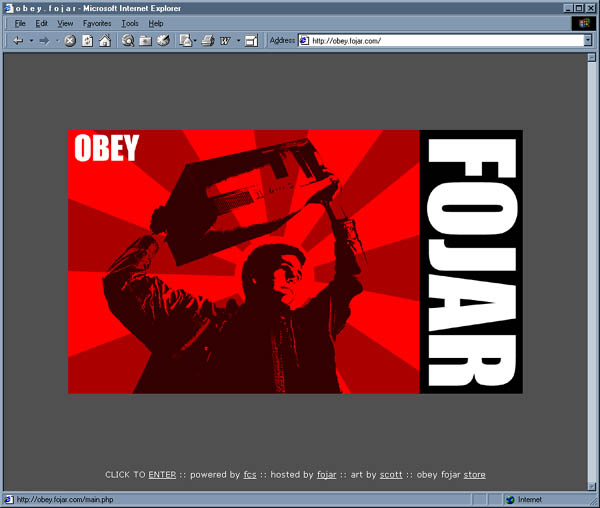 o b e y . f o j a r - Microsoft Internet Explorer
File Edit View Favorites Tools Help
Address http://obey.fojar.com/
OBEY
FOJAR
CLICK TO ENTER :: powered by fcs :: hosted by fojar :: art by scott :: obey fojar store
http://obey.fojar.com/main.php Internet